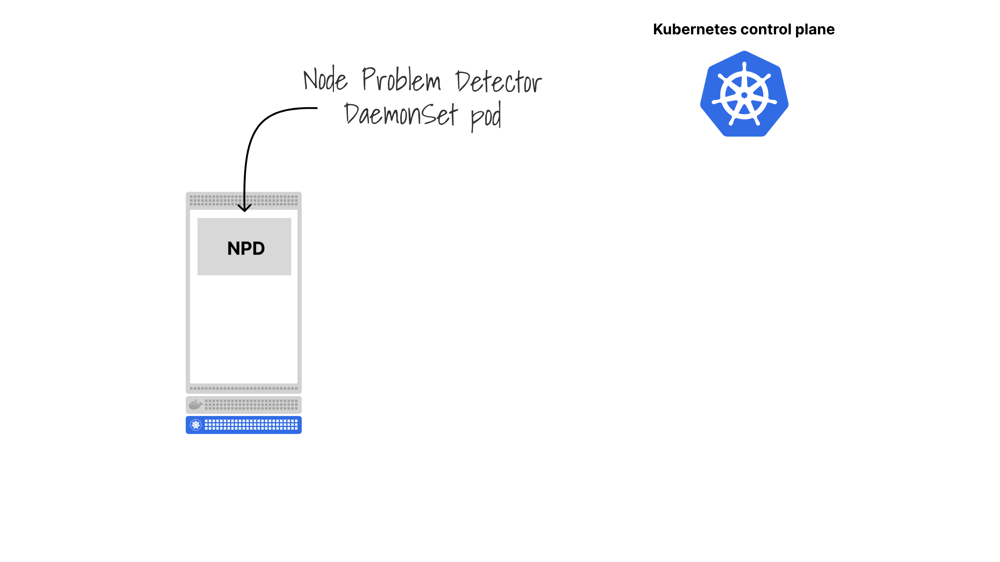 Kubernetes control plane
Node Problem Detector
DaemonSet pod
NPD